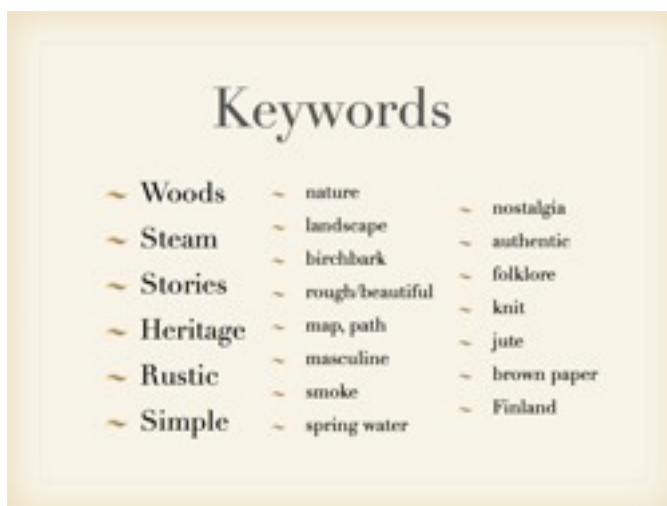 Keywords
Woods
Steam
Stories
Heritage
Rustic
Simple
nature
landscape
birchbark
rough/beautiful
map, path
masculine
smoke
spring water
nostalgia
authentic
folklore
knit
jute
brown paper
Finland